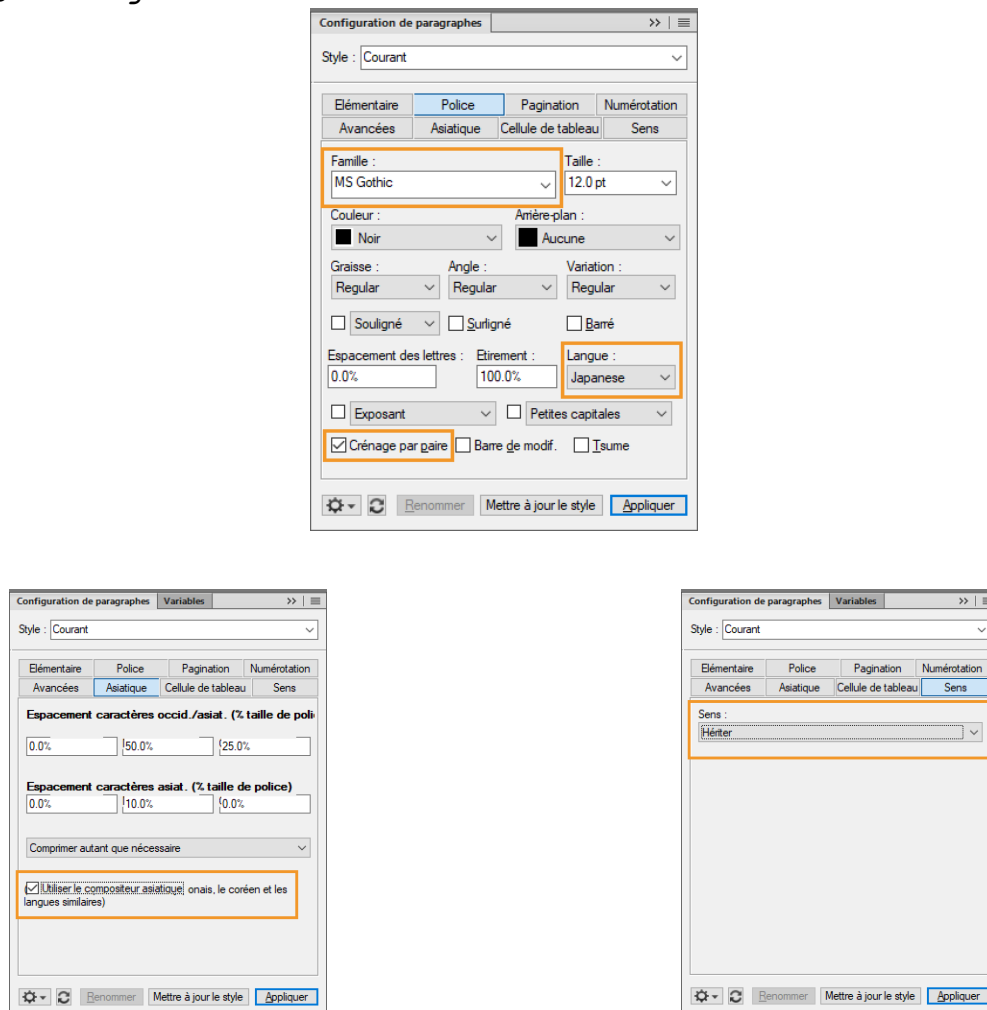 Configuration de paragraphes
Style : Courant
Elémentaire Police Pagination Numérotation
Avancées Asiatique Cellule de tableau Sens
Famille : Taille :
MS Gothic 12.0 pt
Couleur : Arrière-plan :
Noir Aucune
Graisse : Angle : Variation :
Regular Regular Regular
Souligné Surligné Barré
Espacement des lettres : Etirement : Langue :
0.0% 100.0% Japanese
Exposant Petites capitales
Crénage par paire Barre de modif. Tsume
Renommer Mettre à jour le style Appliquer
Configuration de paragraphes Variables
Style : Courant
Elémentaire Police Pagination Numérotation
Avancées Asiatique Cellule de tableau Sens
Espacement caractères occid./asiat. (% taille de poli
0.0% 50.0% 25.0%
Espacement caractères asiat. (% taille de police)
0.0% 10.0% 0.0%
Comprimer autant que nécessaire
Utiliser le compositeur asiatique onais, le coréen et les
langues similaires)
Renommer Mettre à jour le style Appliquer
Configuration de paragraphes Variables
Style : Courant
Elémentaire Police Pagination Numérotation
Avancées Asiatique Cellule de tableau Sens
Sens :
Hériter
Renommer Mettre à jour le style Appliquer